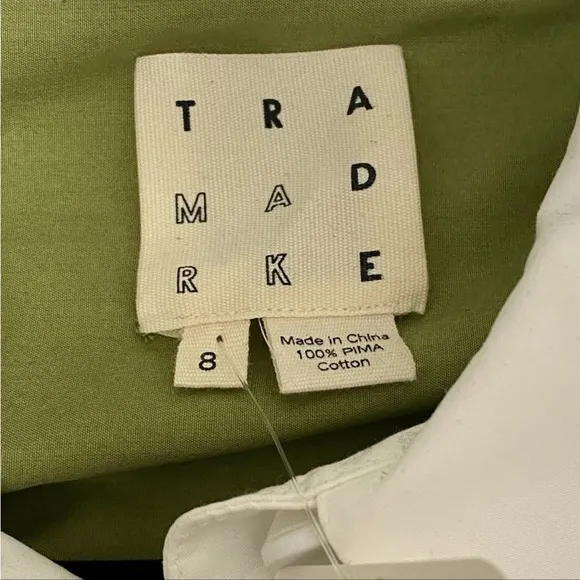 T R A
M A D
R K E
8
Made in China
100% PIMA
Cotton